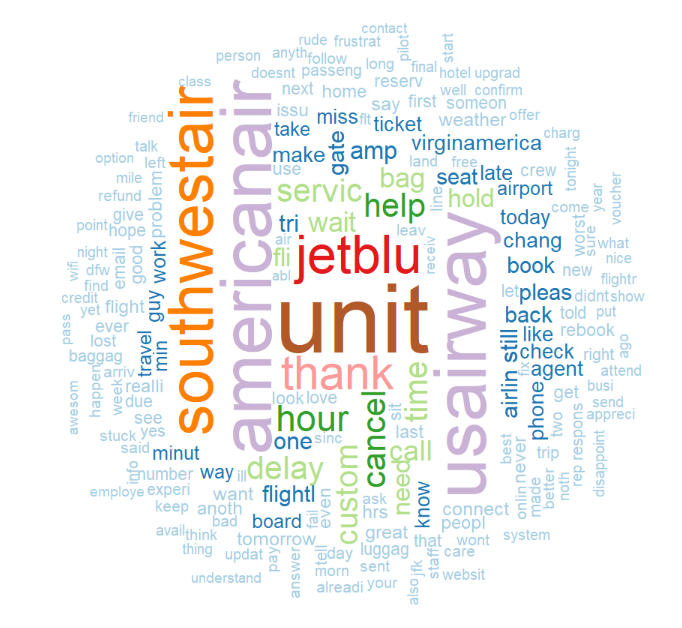 contact
rude
frustrat
pilot
start
person
anyth
follow
doesnt
passeng
long
final
hotel
upgrad
class
next
home
reserv
well
confirm
issu
miss
flt
say
first
someon
offer
friend
take
ticket
weather
charg
talk
make
gate
amp
virginamerica
option
left
use
land
free
tonight
mile
servic
bag
seat
late
crew
refund
problem
help
line
hold
airport
year
voucher
give
tri
wait
come
point
hope
leav
today
worst
sure
what
southwestair
americanair
air
jetblu
receiv
chang
nice
night
good
work
fli
wifi
dfw
email
abl
book
new
flightr
find
guy
let
pleas
didnt
show
credit
yet
flight
unit
usairway
back
told
put
pass
ever
travel
like
rebook
lost
min
airlin
still
check
right
ago
baggag
happen
arriv
thank
fix
agent
attend
awesom
week
realli
time
phone
busi
due
look
love
get
send
see
hour
sit
two
appreci
stuck
yes
one
cancel
said
sinc
last
best
trip
rep
respons
disappoint
minut
call
never
info
number
way
delay
custom
need
onlin
better
noth
employe
experi
ill
know
made
keep
want
flightl
even
ask
connect
anoth
hrs
peopl
system
avail
bad
board
fail
great
that
wont
think
tomorrow
thing
updat
pay
tell
day
luggag
staff
care
understand
answer
morn
sent
jfk
websit
alreadi
your
also